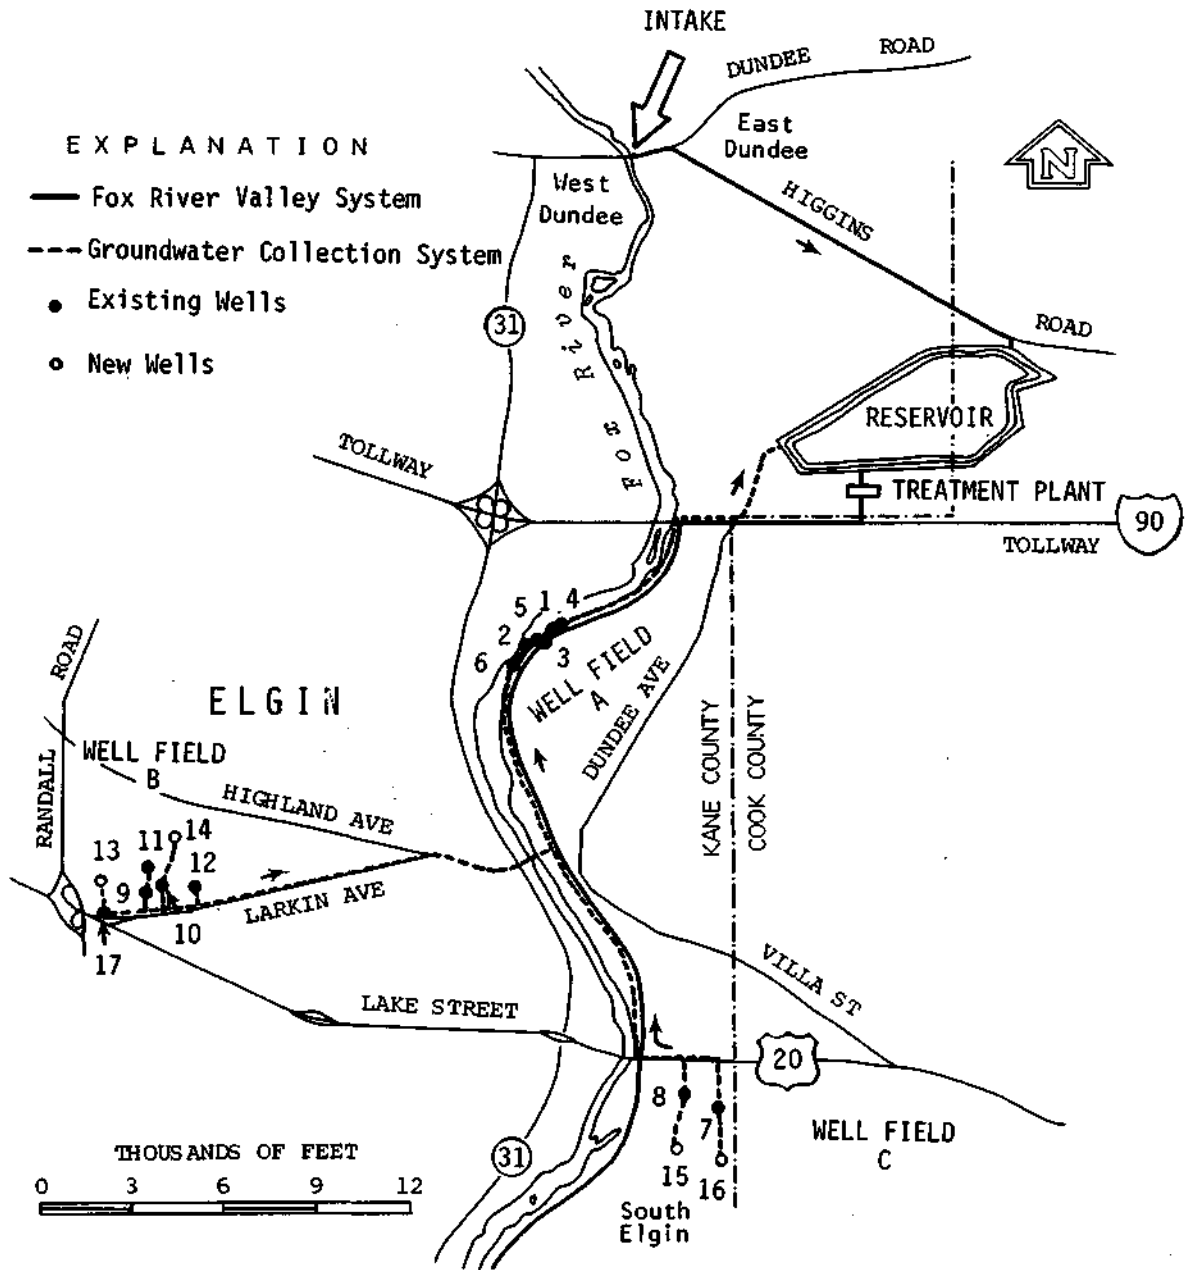 INTAKE
DUNDEE ROAD
EXPLANATION
East
Dundee
N
Fox River Valley System
West
Dundee
HIGGINS
Groundwater Collection System
Existing Wells
31
ROAD
New Wells
Fox River
RESERVOIR
TOLLWAY
TREATMENT PLANT
90
TOLLWAY
5 1 4
2
6 3
WELL FIELD
A
ROAD
ELGIN
DUNDEE AVE
KANE COUNTY
COOK COUNTY
WELL FIELD
B
RANDALL
HIGHLAND AVE
13 11 14
12
9
LARKIN AVE
10
17
VILLA ST
LAKE STREET
20
8
7
WELL FIELD
C
THOUSANDS OF FEET
31
15
16
0 3 6 9 12
South
Elgin